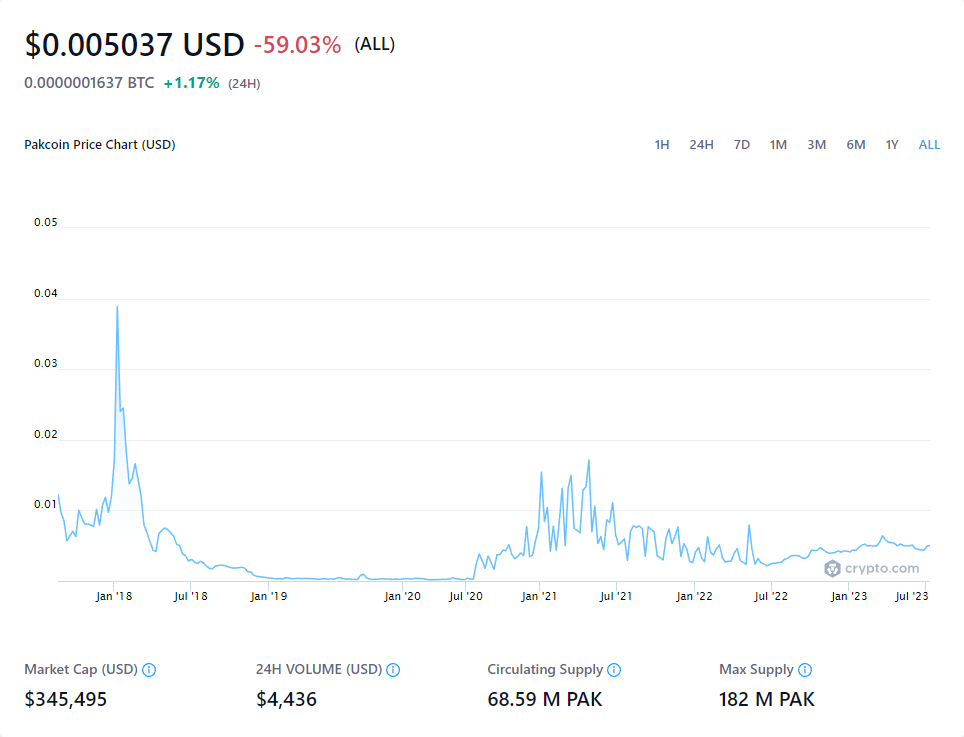 $0.005037 USD -59.03% (ALL)
0.0000001637 BTC +1.17% (24H)
Pakcoin Price Chart (USD) 1H 24H 7D 1M 3M 6M 1Y ALL
0.05
0.04
0.03
0.02
0.01
crypto.com
Jan '18 Jul '18 Jan '19 Jan '20 Jul '20 Jan '21 Jul '21 Jan '22 Jul '22 Jan '23 Jul '23
Market Cap (USD) 24H VOLUME (USD) Circulating Supply Max Supply
$345,495 $4,436 68.59 M PAK 182 M PAK